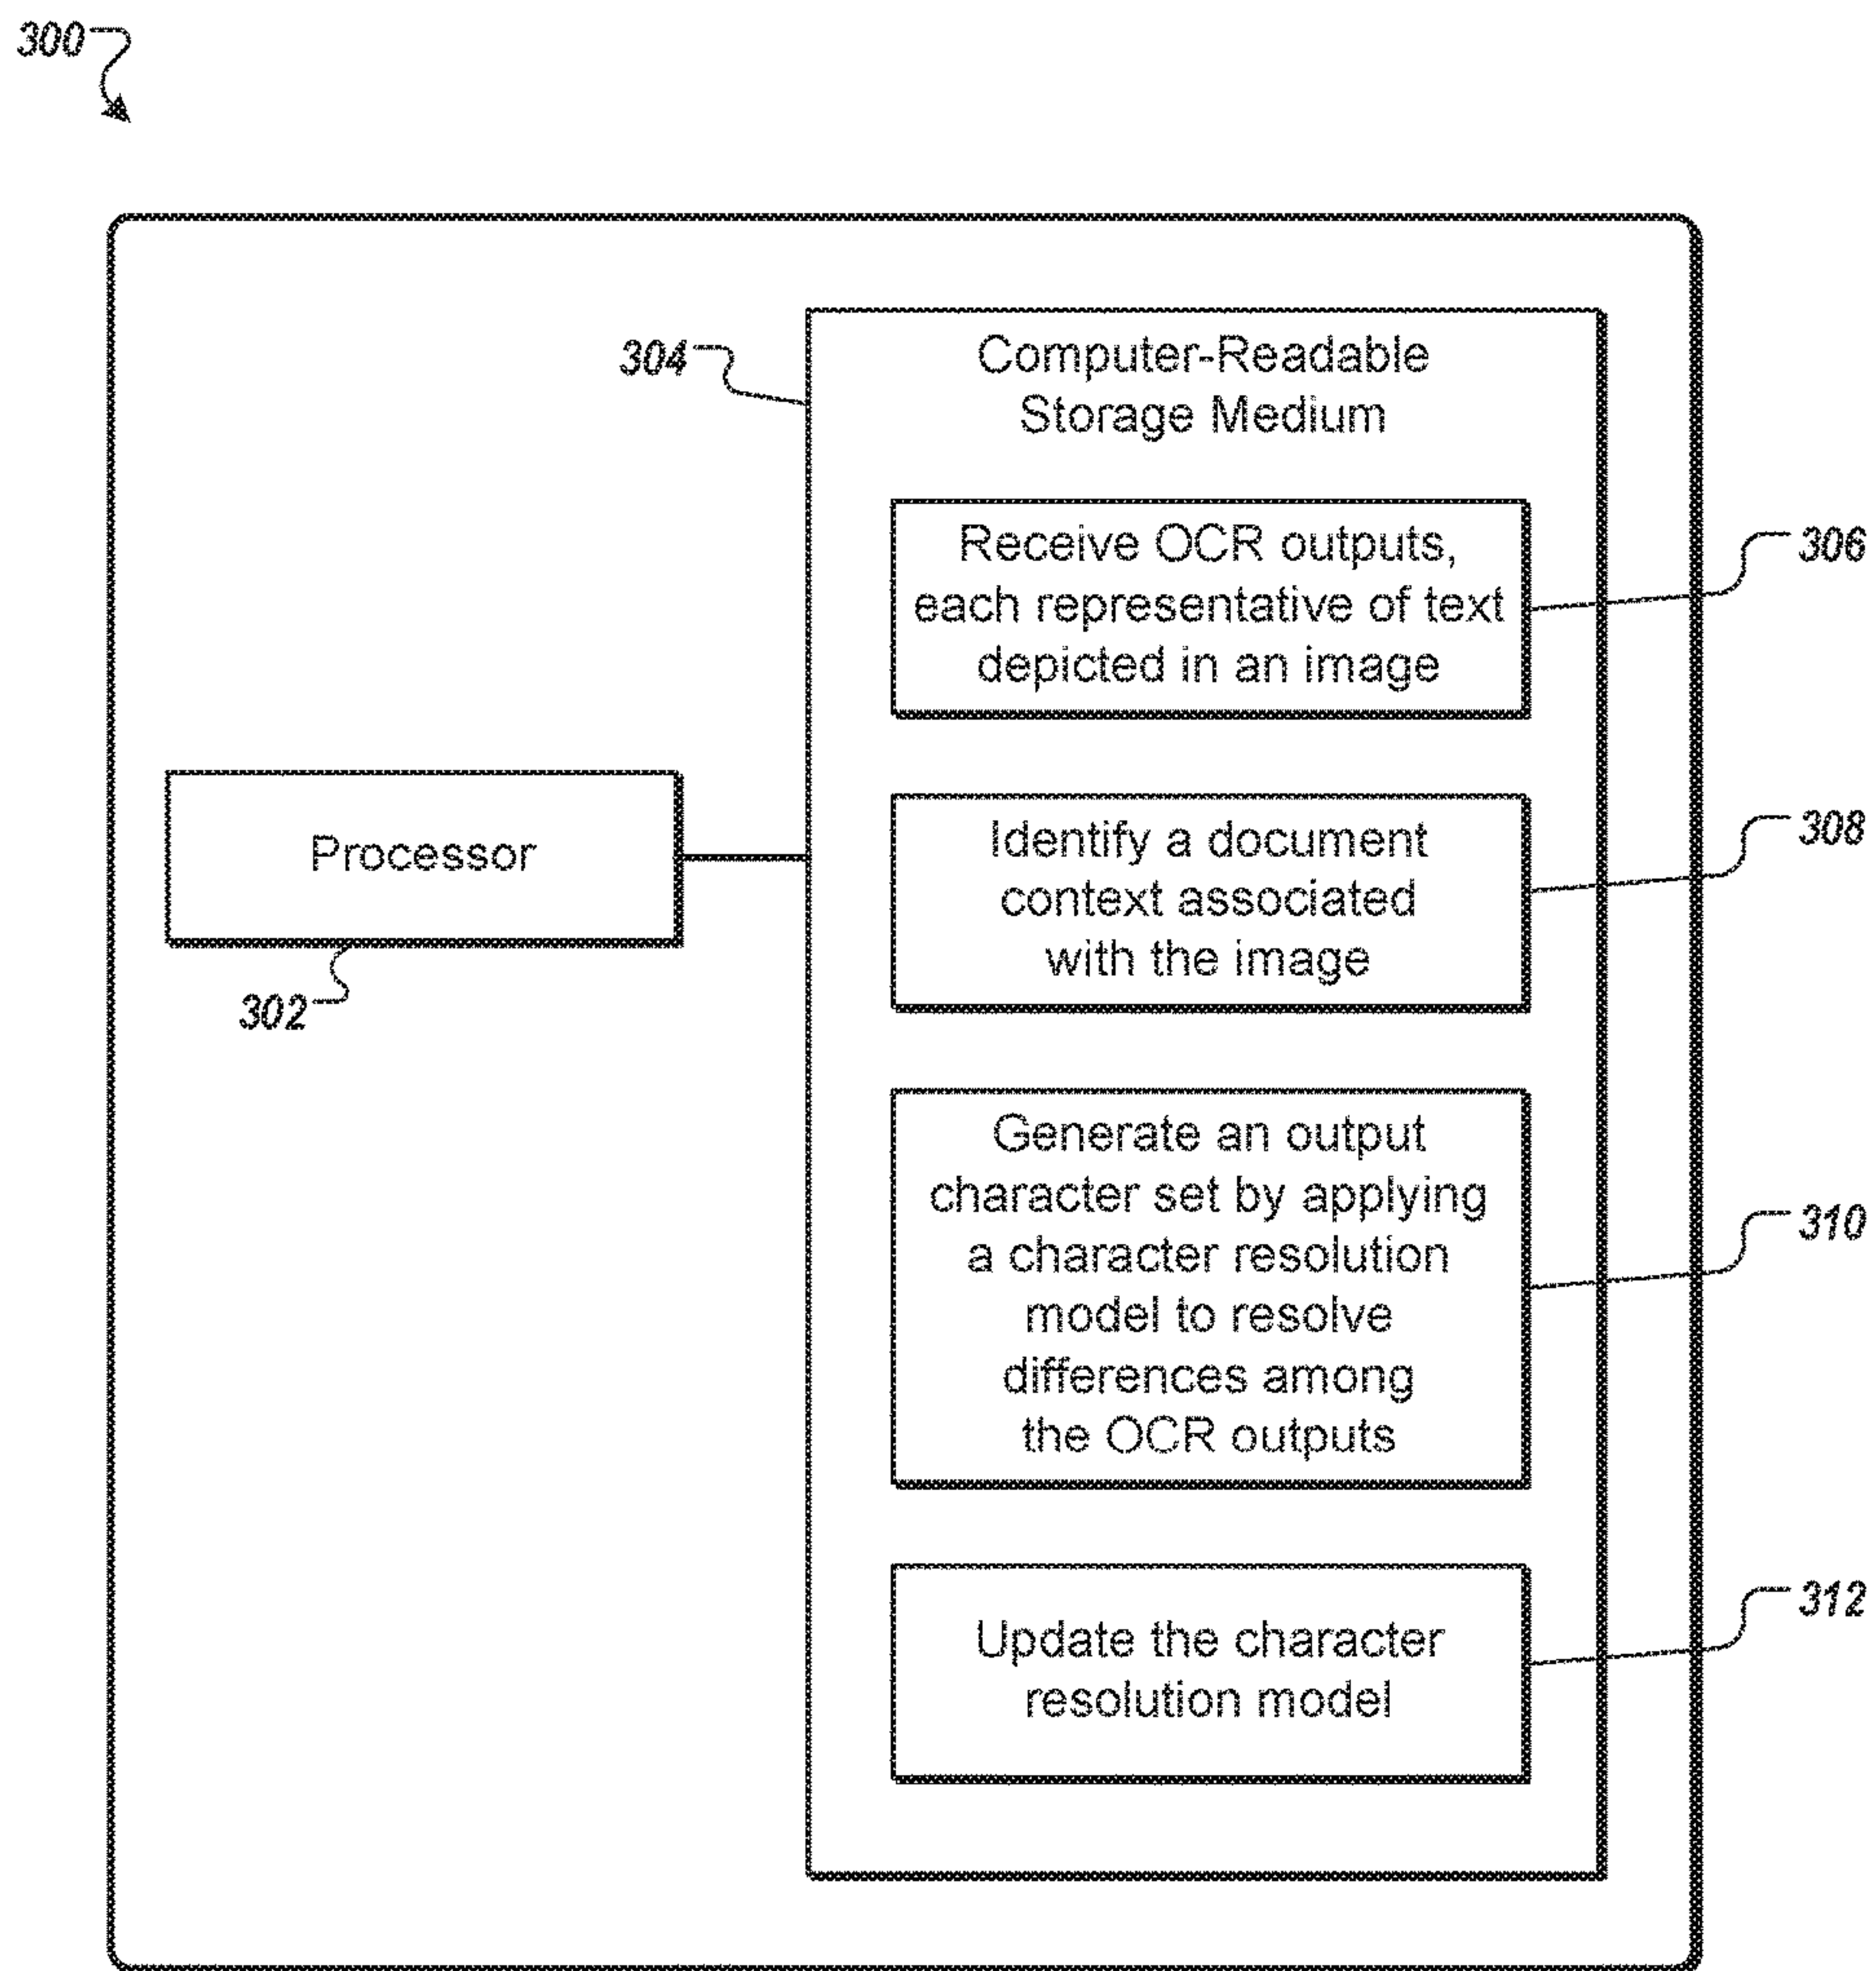 300
304
Computer-Readable
Storage Medium
Receive OCR outputs,
each representative of text
depicted in an image
306
Processor
302
Identify a document
context associated
with the image
308
Generate an output
character set by applying
a character resolution
model to resolve
differences among
the OCR outputs
310
Update the character
resolution model
312